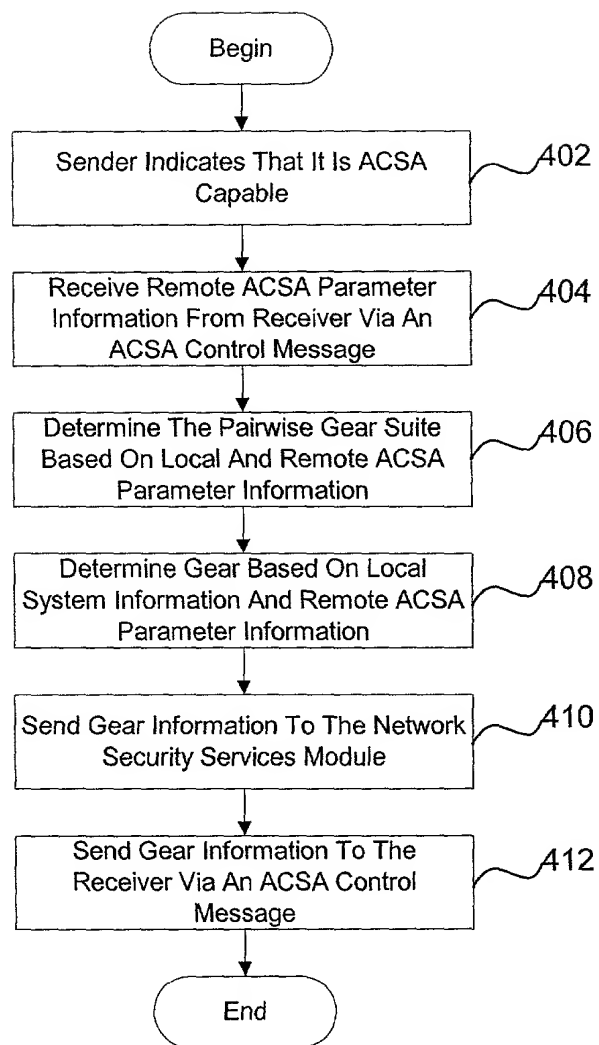 Begin
Sender Indicates That It Is ACSA
Capable
402
Receive Remote ACSA Parameter
Information From Receiver Via An
ACSA Control Message
404
Determine The Pairwise Gear Suite
Based On Local And Remote ACSA
Parameter Information
406
Determine Gear Based On Local
System Information And Remote ACSA
Parameter Information
408
Send Gear Information To The Network
Security Services Module
410
Send Gear Information To The
Receiver Via An ACSA Control
Message
412
End